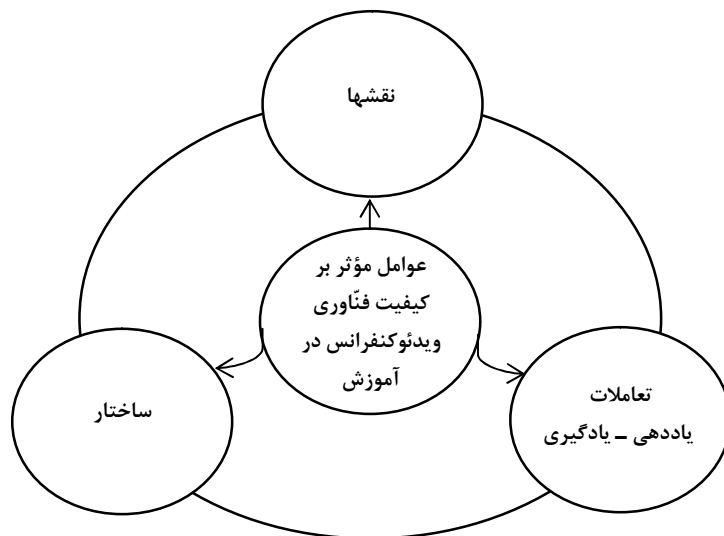 نقشها
عوامل مؤثر بر
کیفیت فنّاوری
ویدئوکنفرانس در
آموزش
تعاملات
یاددهی – یادگیری
ساختار